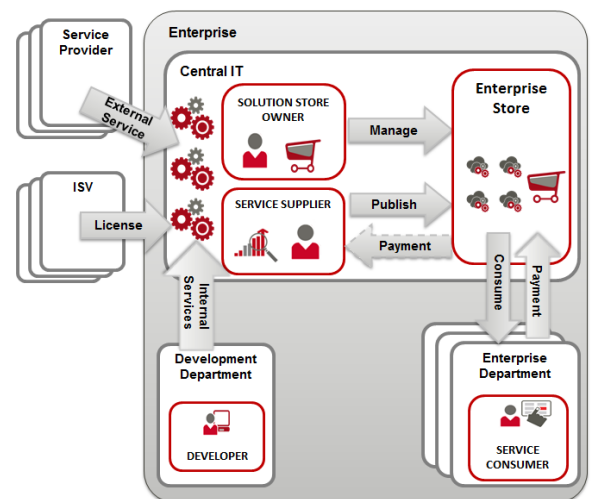 Service
Provider
Enterprise
Central IT
External
Service
SOLUTION STORE
OWNER
Manage
Enterprise
Store
ISV
License
SERVICE SUPPLIER
Publish
Payment
Internal
Services
Consume
Payment
Development
Department
DEVELOPER
Enterprise
Department
SERVICE
CONSUMER